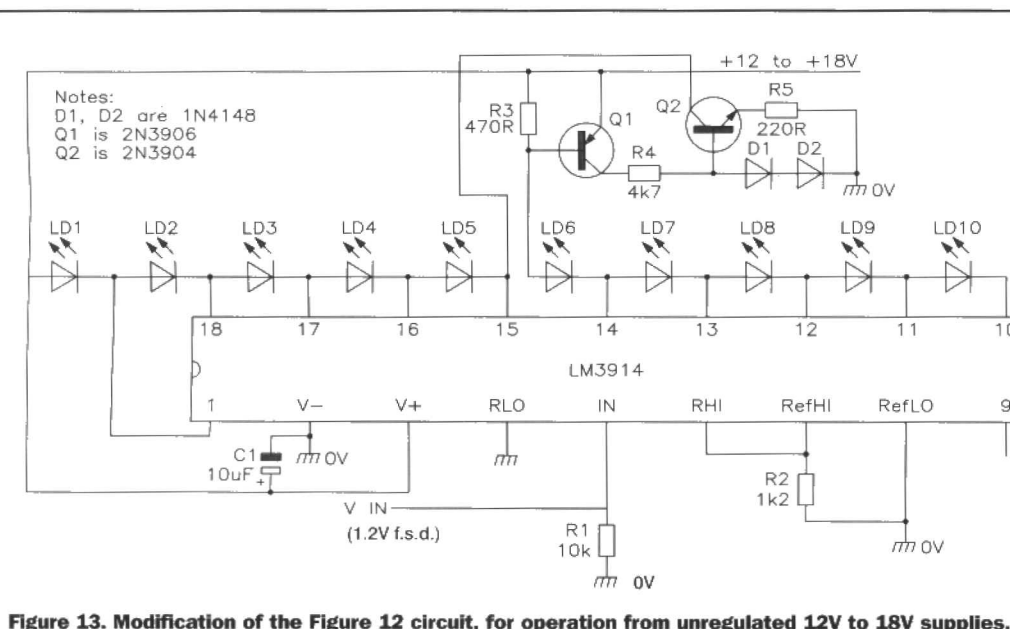 +12 to +18V
Notes:
D1, D2 are 1N4148
Q1 is 2N3906
Q2 is 2N3904
R3
470R
Q1
Q2
R5
220R
R4
4k7
D1
D2
0V
LD1
LD2
LD3
LD4
LD5
LD6
LD7
LD8
LD9
LD10
18
17
16
15
14
13
12
11
10
LM3914
1
V-
V+
RLO
IN
RHI
RefHI
RefLO
9
C1
10uF
+
0V
V IN
(1.2V f.s.d.)
R1
10k
0V
R2
1k2
0V
Figure 13. Modification of the Figure 12 circuit, for operation from unregulated 12V to 18V supplies.